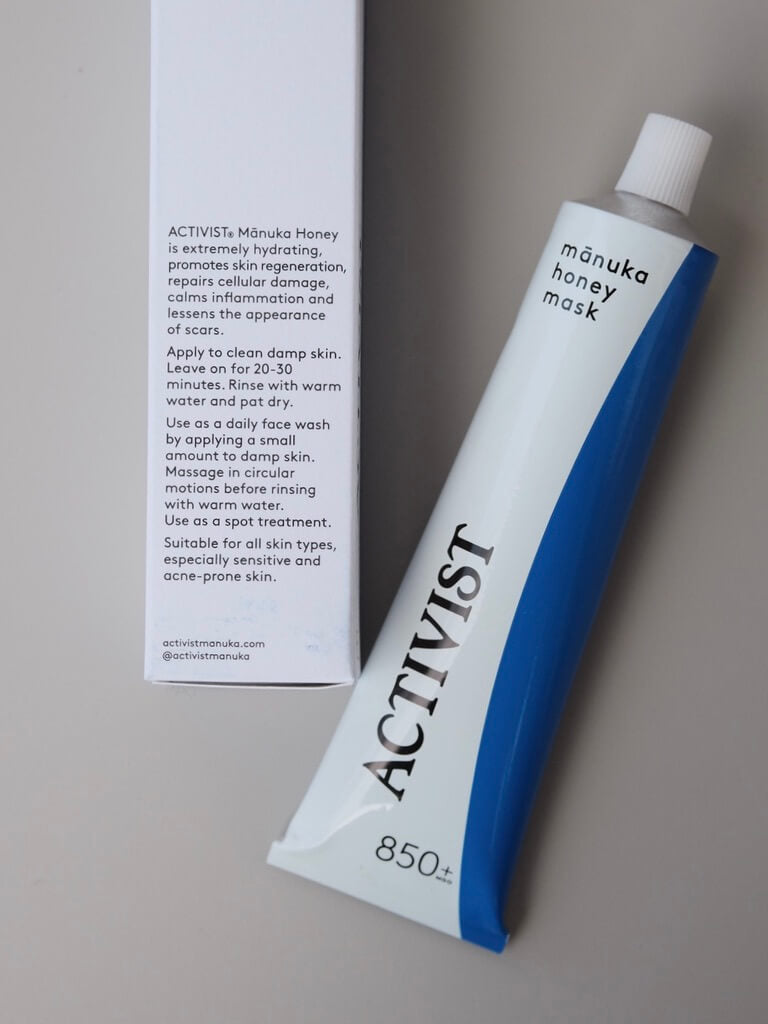 ACTIVIST® Mānuka Honey
is extremely hydrating,
promotes skin regeneration,
repairs cellular damage,
calms inflammation and
lessens the appearance
of scars.
Apply to clean damp skin.
Leave on for 20-30
minutes. Rinse with warm
water and pat dry.
Use as a daily face wash
by applying a small
amount to damp skin.
Massage in circular
motions before rinsing
with warm water.
Use as a spot treatment.
Suitable for all skin types,
especially sensitive and
acne-prone skin.
activistmanuka.com
@activistmanuka
mānuka
honey
mask
ACTIVIST
850+
MGO